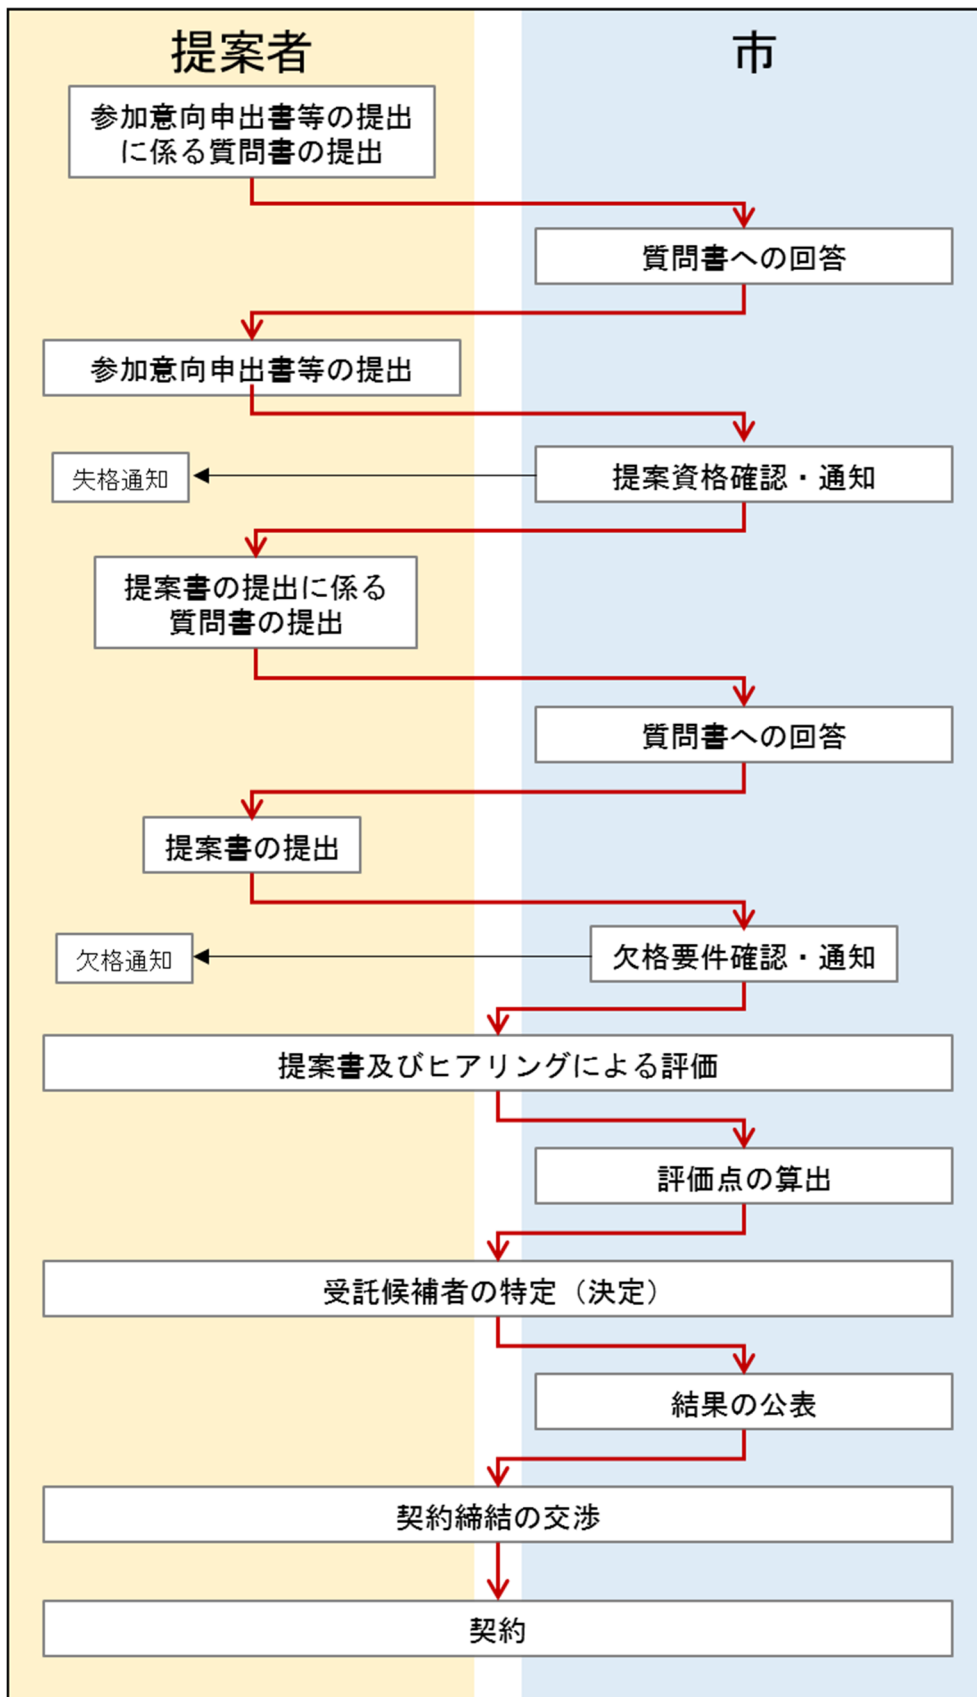 提案者
市
参加意向申出書等の提出
に係る質問書の提出
質問書への回答
参加意向申出書等の提出
提案資格確認・通知
失格通知
提案書の提出に係る
質問書の提出
質問書への回答
提案書の提出
欠格要件確認・通知
欠格通知
提案書及びヒアリングによる評価
評価点の算出
受託候補者の特定（決定）
結果の公表
契約締結の交渉
契約